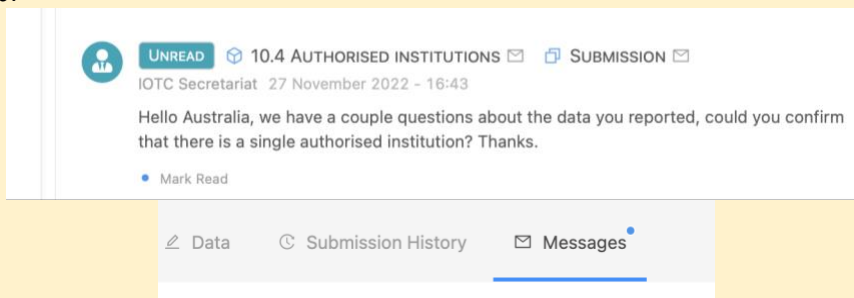 UNREAD 10.4 AUTHORISED INSTITUTIONS SUBMISSION
IOTC Secretariat 27 November 2022 - 16:43
Hello Australia, we have a couple questions about the data you reported, could you confirm
that there is a single authorised institution? Thanks.
Mark Read
Data Submission History Messages